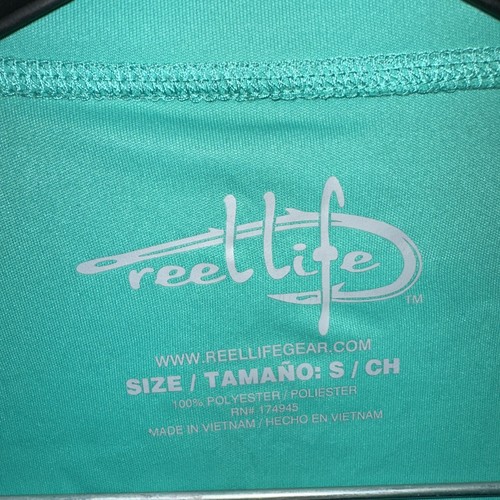 reel life
TM
WWW.REELLIFEGEAR.COM
SIZE / TAMAÑO: S / CH
100% POLYESTER / POLIESTER
RN# 174945
MADE IN VIETNAM / HECHO EN VIETNAM